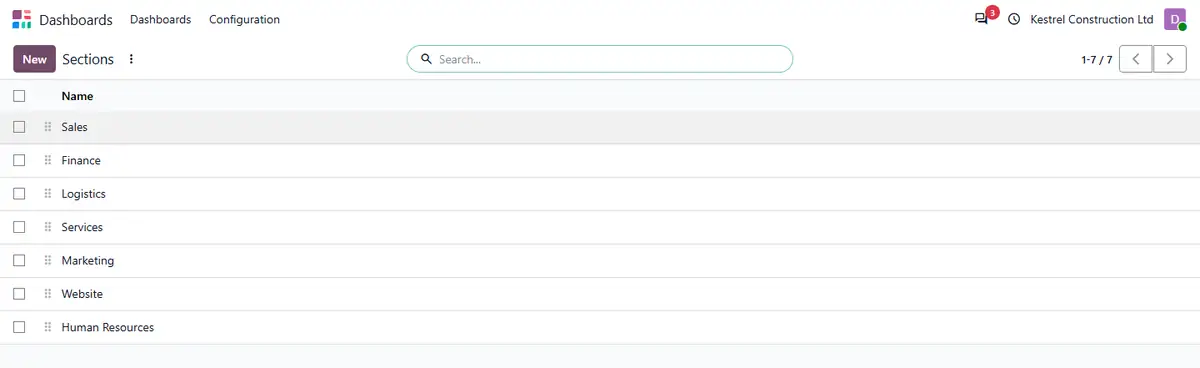 Dashboards Dashboards Configuration 3 Kestrel Construction Ltd D
New Sections Search... 1-7 / 7
Name
Sales
Finance
Logistics
Services
Marketing
Website
Human Resources